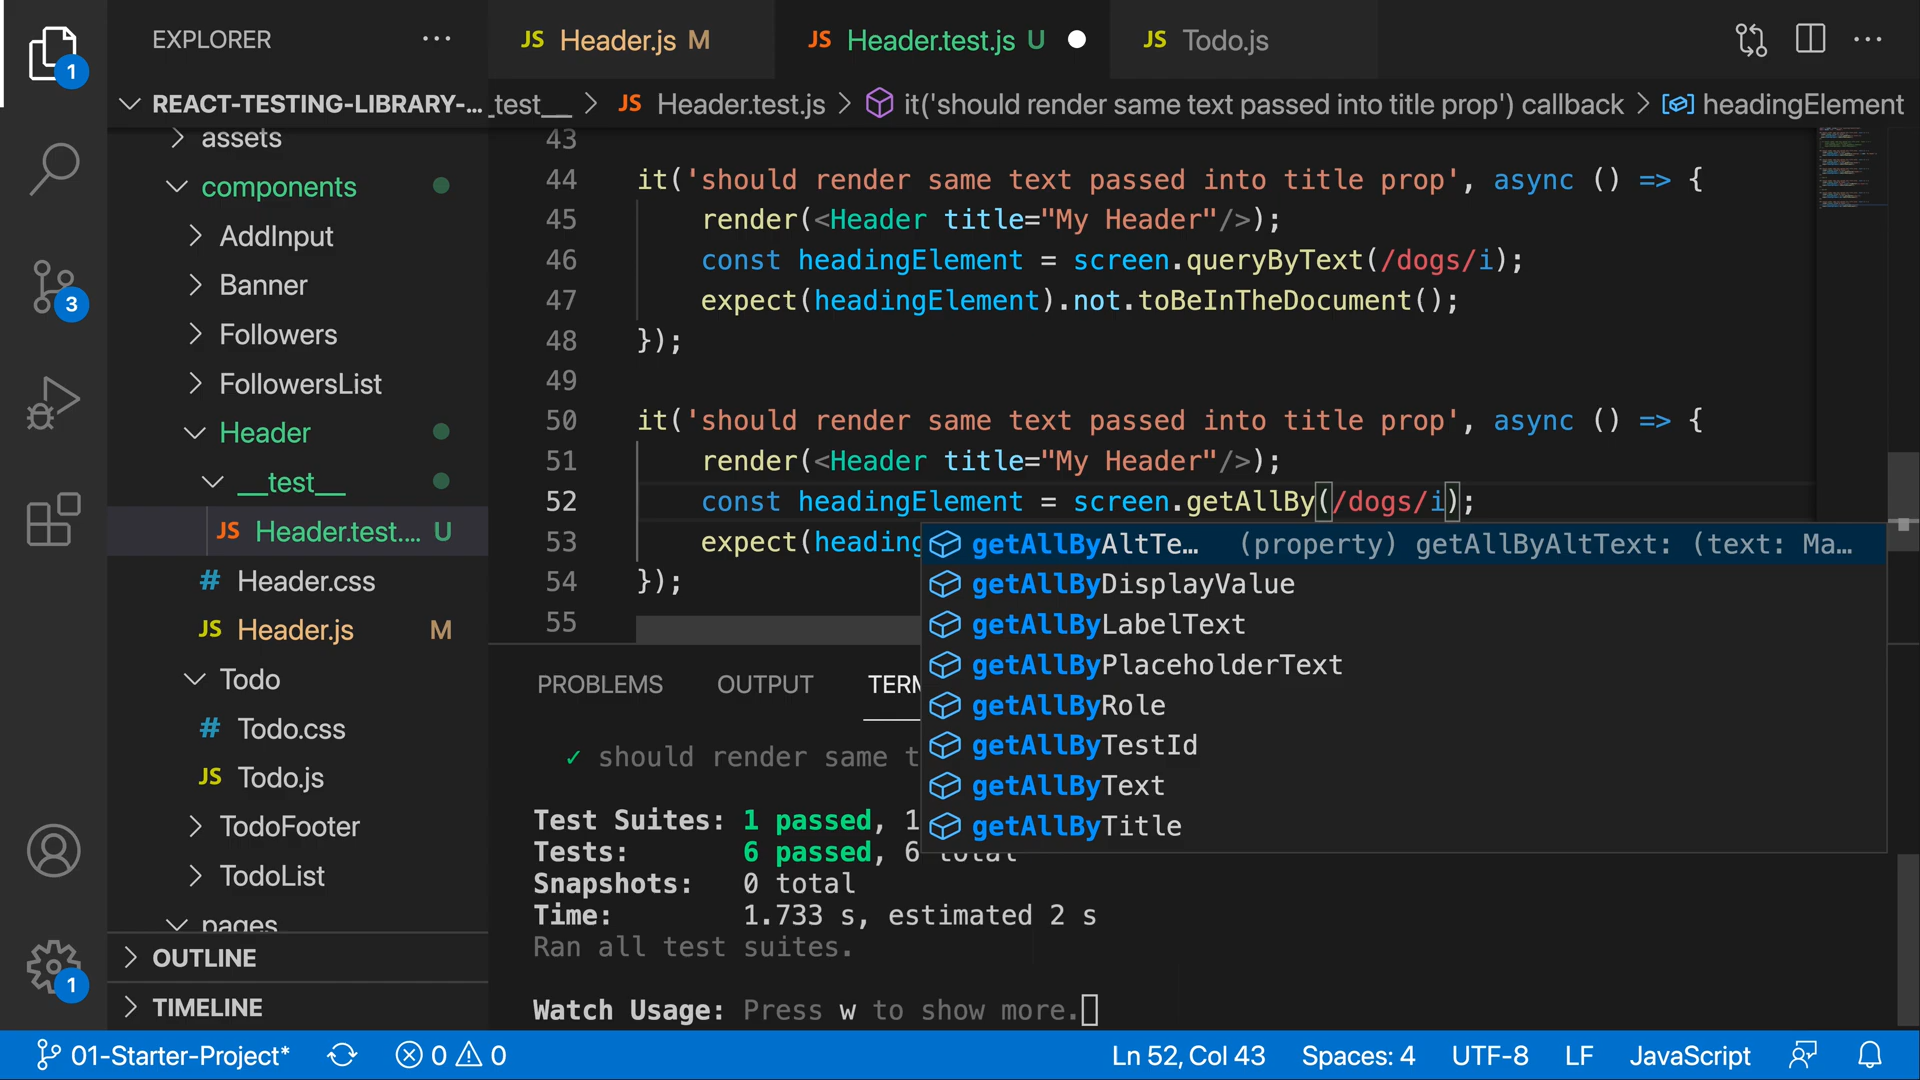 EXPLORER
JS Header.js M
JS Header.test.js U
JS Todo.js
REACT-TESTING-LIBRARY-...
_test__ > JS Header.test.js > it('should render same text passed into title prop') callback > headingElement
assets
components
AddInput
Banner
Followers
FollowersList
Header
__test__
JS Header.test.... U
# Header.css
JS Header.js M
Todo
# Todo.css
JS Todo.js
TodoFooter
TodoList
pages
OUTLINE
TIMELINE
1
3
1
43
44 it('should render same text passed into title prop', async () => {
45 render(<Header title="My Header"/>);
46 const headingElement = screen.queryByText(/dogs/i);
47 expect(headingElement).not.toBeInTheDocument();
48 });
49
50 it('should render same text passed into title prop', async () => {
51 render(<Header title="My Header"/>);
52 const headingElement = screen.getAllBy(/dogs/i);
53 expect(heading
54 });
55
getAllByAltTe... (property) getAllByAltText: (text: Ma...
getAllByDisplayValue
getAllByLabelText
getAllByPlaceholderText
getAllByRole
getAllByTestId
getAllByText
getAllByTitle
PROBLEMS OUTPUT TERM
✓ should render same t
Test Suites: 1 passed, 1
Tests: 6 passed, 6 total
Snapshots: 0 total
Time: 1.733 s, estimated 2 s
Ran all test suites.
Watch Usage: Press w to show more.
01-Starter-Project* 0 0 Ln 52, Col 43 Spaces: 4 UTF-8 LF JavaScript